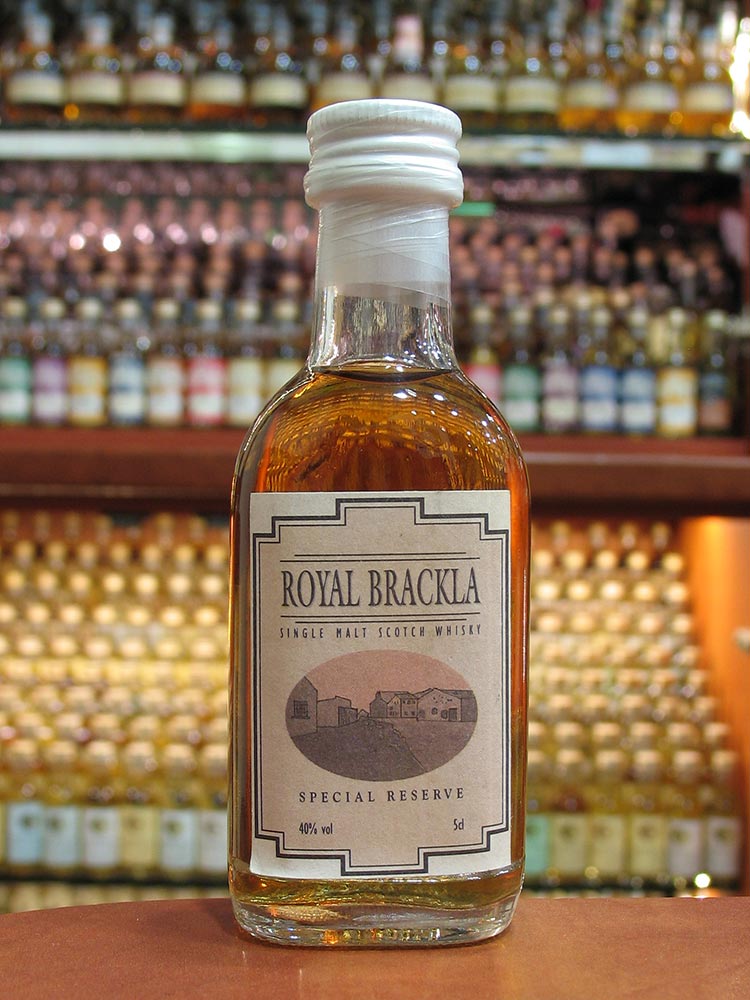 ROYAL BRACKLA
SINGLE MALT SCOTCH WHISKY
SPECIAL RESERVE
40% vol 5cl